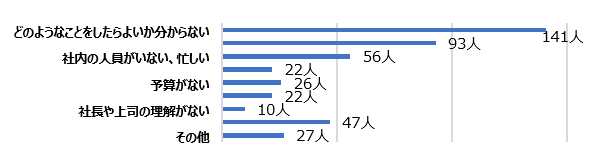 どのようなことをしたらよいか分からない
141人
93人
社内の人員がいない、忙しい
56人
22人
予算がない
26人
22人
社長や上司の理解がない
10人
47人
その他
27人